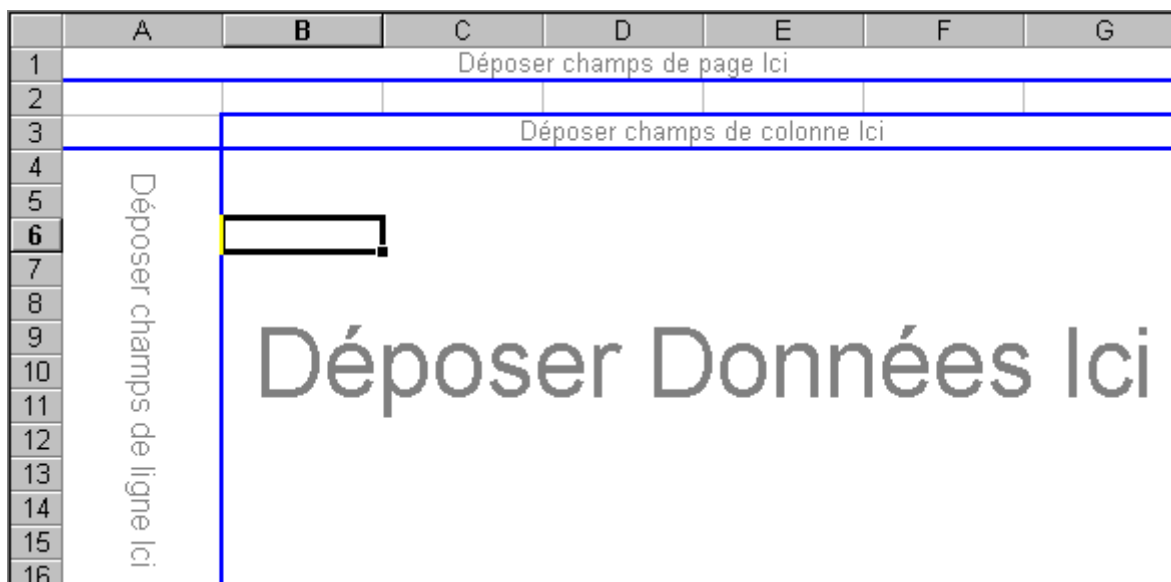 A B C D E F G
1 Déposer champs de page Ici
2
3 Déposer champs de colonne Ici
4
5
6
7
8
9
10
11
12
13
14
15
16
Déposer champs de ligne Ici
Déposer Données Ici